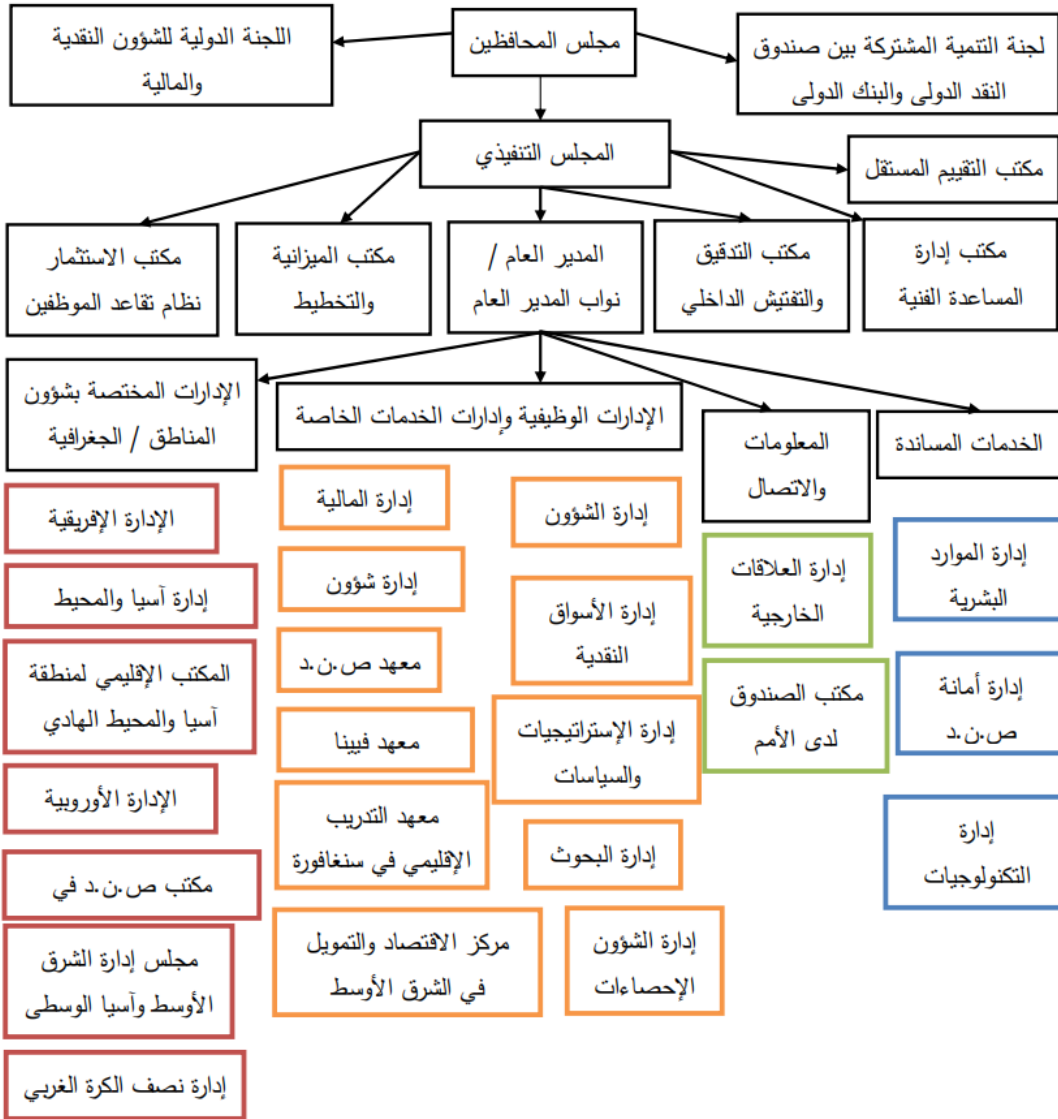 لجنة التنمية المشتركة بين صندوق
النقد الدولى والبنك الدولى
مجلس المحافظين
اللجنة الدولية للشؤون النقدية
والمالية
المجلس التنفيذي
مكتب التقييم المستقل
مكتب إدارة
المساعدة الفنية
مكتب التدقيق
والتفتيش الداخلي
المدير العام /
نواب المدير العام
مكتب الميزانية
والتخطيط
مكتب الاستثمار
نظام تقاعد الموظفين
الخدمات المساندة
المعلومات
والاتصال
الإدارات الوظيفية وإدارات الخدمات الخاصة
الإدارات المختصة بشؤون
المناطق / الجغرافية
إدارة الموارد
البشرية
إدارة أمانة
ص.ن.د
إدارة
التكنولوجيات
إدارة العلاقات
الخارجية
مكتب الصندوق
لدى الأمم
إدارة الشؤون
إدارة الأسواق
النقدية
إدارة الإستراتيجيات
والسياسات
إدارة البحوث
إدارة الشؤون
الإحصاءات
إدارة المالية
إدارة شؤون
معهد ص.ن.د
معهد فيينا
معهد التدريب
الإقليمي في سنغافورة
مركز الاقتصاد والتمويل
في الشرق الأوسط
الإدارة الإفريقية
إدارة آسيا والمحيط
المكتب الإقليمي لمنطقة
آسيا والمحيط الهادي
الإدارة الأوروبية
مكتب ص.ن.د في
مجلس إدارة الشرق
الأوسط وآسيا الوسطى
إدارة نصف الكرة الغربي